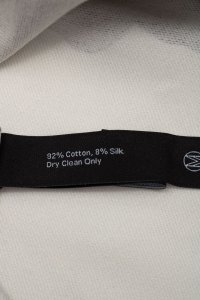 92% Cotton, 8% Silk.
Dry Clean Only